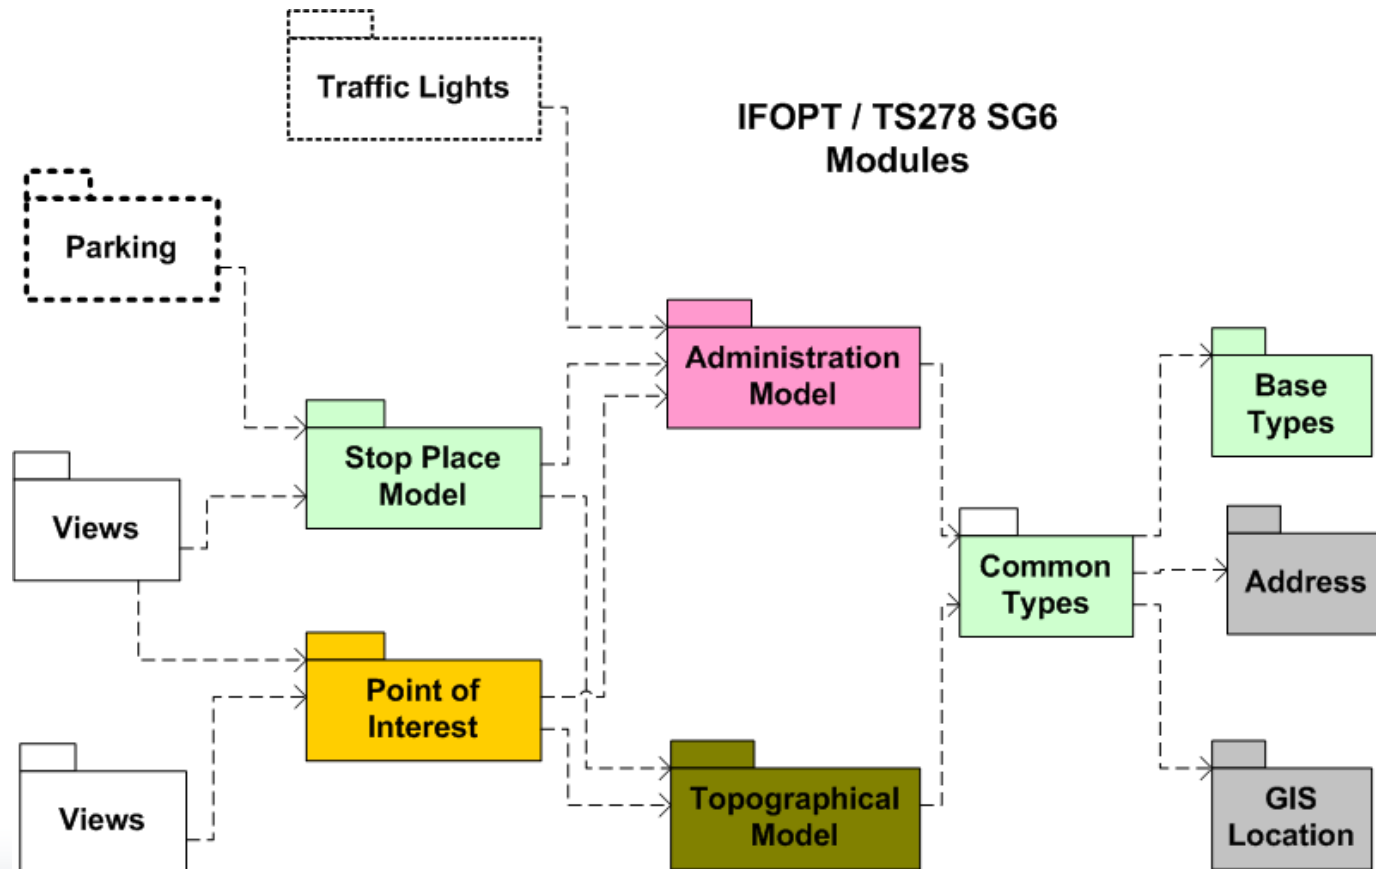 Traffic Lights
IFOPT / TS278 SG6
Modules
Parking
Administration
Model
Base
Types
Stop Place
Model
Views
Common
Types
Address
Point of
Interest
Topographical
Model
GIS
Location
Views